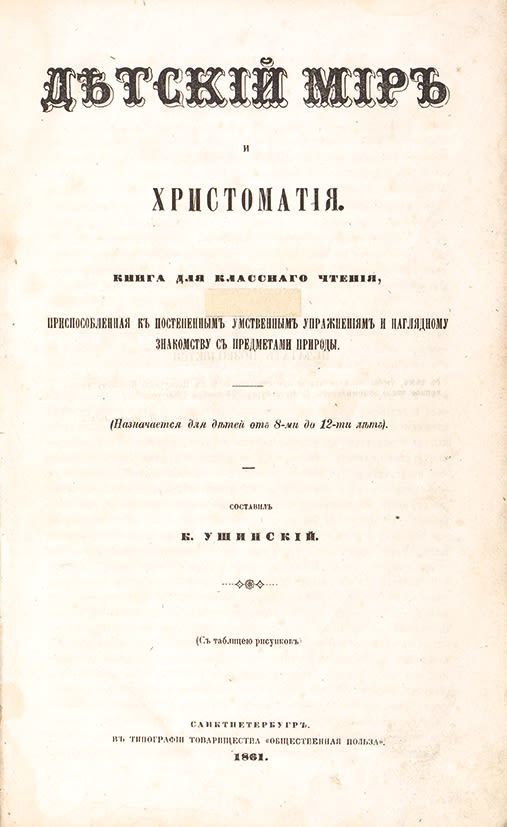 ДѢТСКІЙ МІРЪ
И
ХРИСТОМАТІЯ.
КНИГА ДЛЯ КЛАССНАГО ЧТЕНІЯ,
ПРИСПОСОБЛЕННАЯ КЪ ПОСТЕПЕННЫМЪ УМСТВЕННЫМЪ УПРАЖНЕНІЯМЪ И НАГЛЯДНОМУ
ЗНАКОМСТВУ СЪ ПРЕДМЕТАМИ ПРИРОДЫ.
(Назначается для дѣтей отъ 8-ми до 12-ти лѣтъ).
СОСТАВИЛЪ
К. УШИНСКІЙ.
(Съ таблицею рисунковъ
САНКТПЕТЕРБУГРЪ.
ВЪ ТИПОГРАФІИ ТОВАРИЩЕСТВА «ОБЩЕСТВЕННАЯ ПОЛЬЗА».
1861.